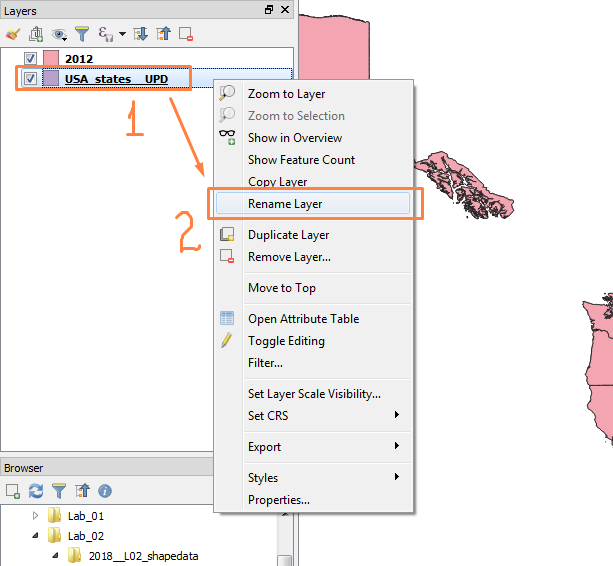 Layers
2012
USA_states__UPD
1
2
Zoom to Layer
Zoom to Selection
Show in Overview
Show Feature Count
Copy Layer
Rename Layer
Duplicate Layer
Remove Layer...
Move to Top
Open Attribute Table
Toggle Editing
Filter...
Set Layer Scale Visibility...
Set CRS
Export
Styles
Properties...
Browser
Lab_01
Lab_02
2018__L02_shapedata